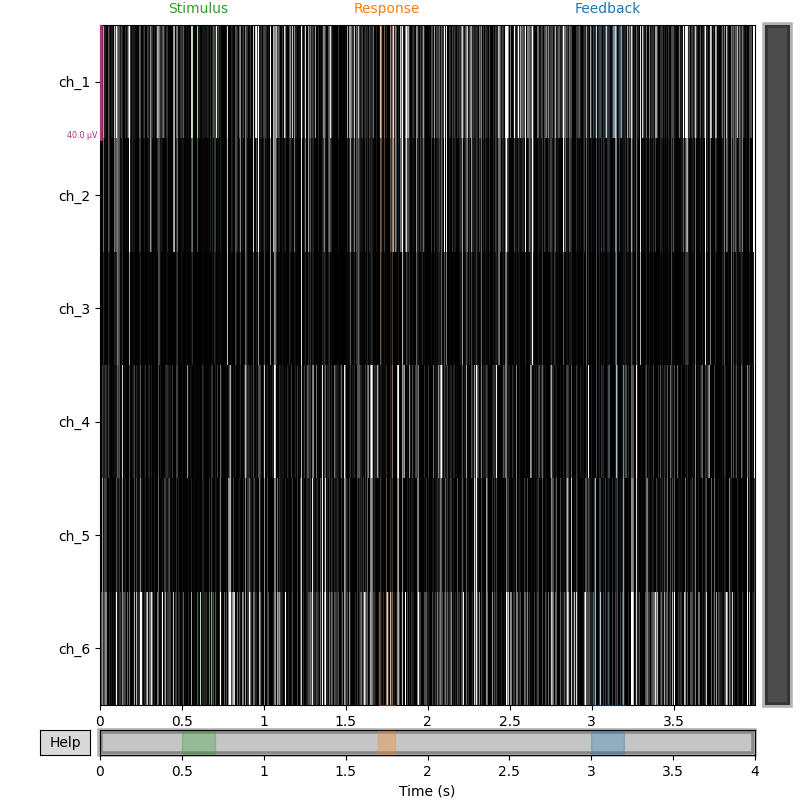 Stimulus Response Feedback
ch_1
40.0 µV
ch_2
ch_3
ch_4
ch_5
ch_6
0 0.5 1 1.5 2 2.5 3 3.5
Help
0 0.5 1 1.5 2 2.5 3 3.5 4
Time (s)